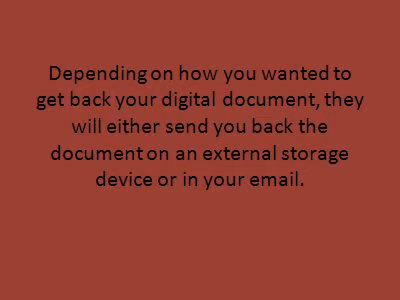 Depending on how you wanted to
get back your digital document, they
will either send you back the
document on an external storage
device or in your email.